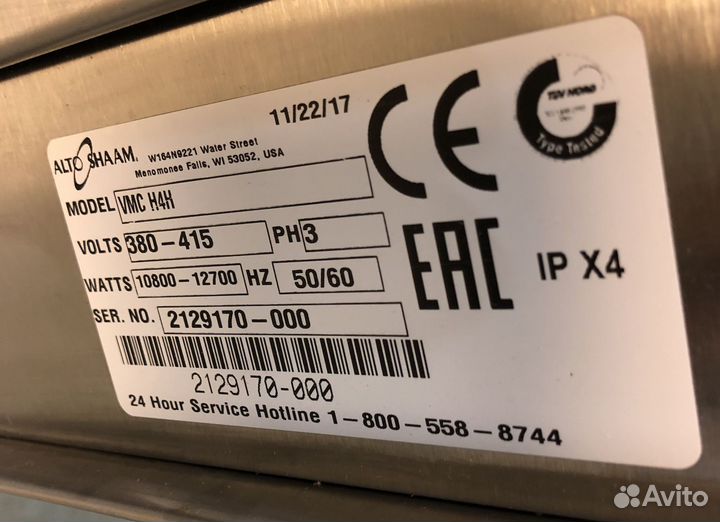 11/22/17
ALTO SHAAM®
W164N9221 Water Street
Menomonee Falls, WI 53052, USA
CE
TÜV NORD
Type Tested
MODEL VMC H4H
VOLTS 380-415 PH 3
WATTS 10800-12700 HZ 50/60
EAC
IP X4
SER. NO. 2129170-000
2129170-000
24 Hour Service Hotline 1-800-558-8744
Avito